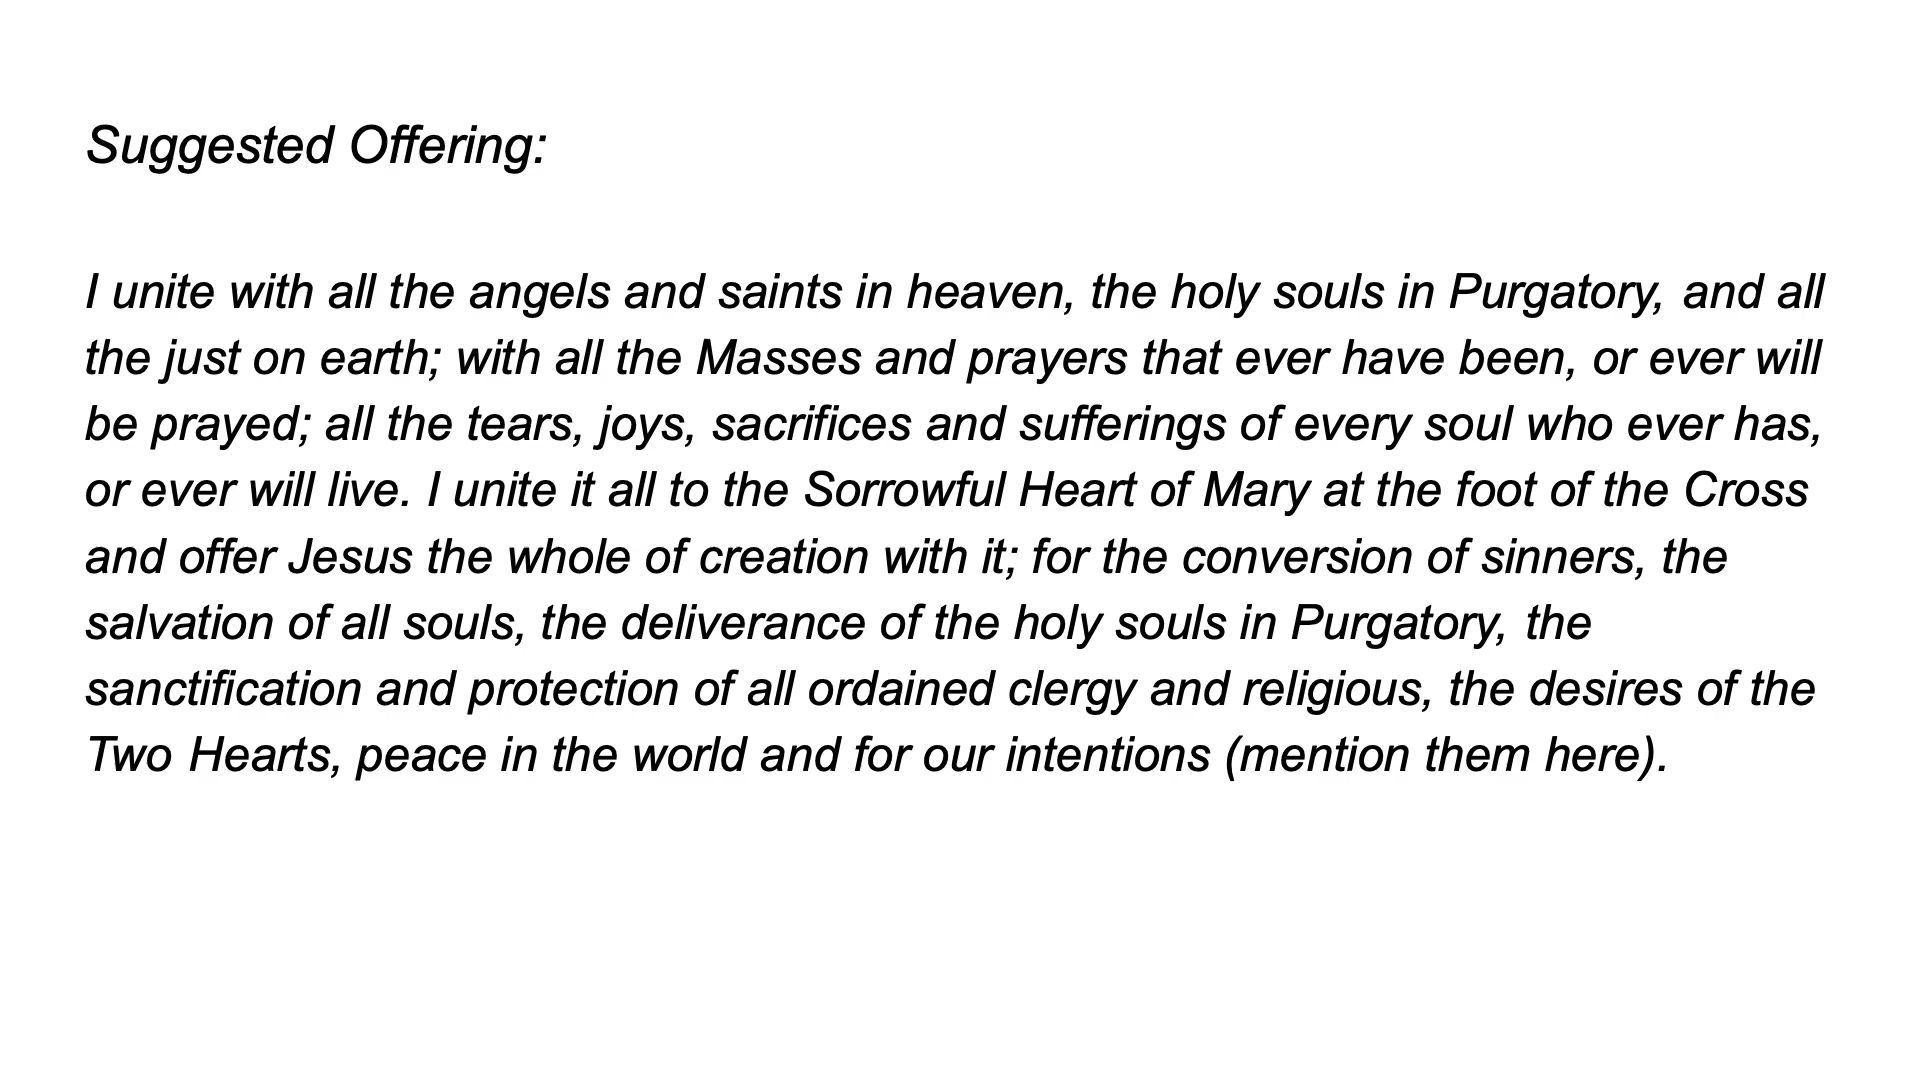 Suggested Offering:
I unite with all the angels and saints in heaven, the holy souls in Purgatory, and all
the just on earth; with all the Masses and prayers that ever have been, or ever will
be prayed; all the tears, joys, sacrifices and sufferings of every soul who ever has,
or ever will live. I unite it all to the Sorrowful Heart of Mary at the foot of the Cross
and offer Jesus the whole of creation with it; for the conversion of sinners, the
salvation of all souls, the deliverance of the holy souls in Purgatory, the
sanctification and protection of all ordained clergy and religious, the desires of the
Two Hearts, peace in the world and for our intentions (mention them here).